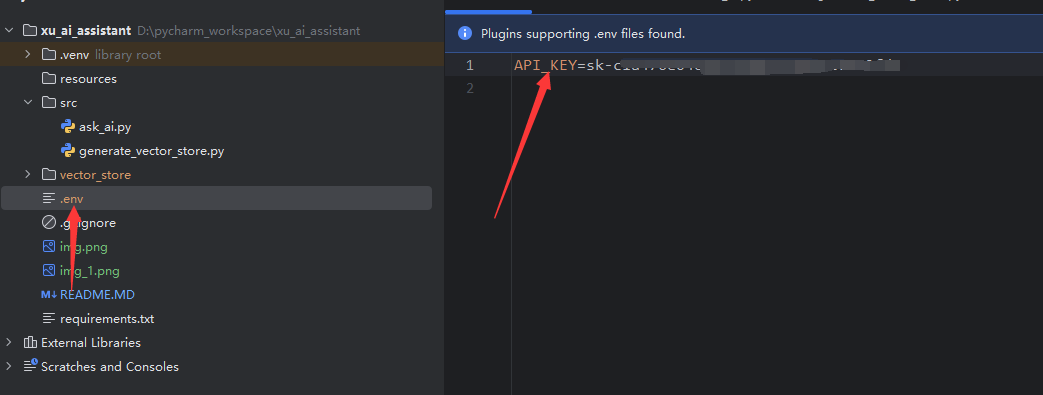 xu_ai_assistant D:\pycharm_workspace\xu_ai_assistant
.venv library root
resources
src
ask_ai.py
generate_vector_store.py
vector_store
.env
.gitignore
img.png
img_1.png
M↓ README.MD
requirements.txt
External Libraries
Scratches and Consoles
Plugins supporting .env files found.
1 API_KEY=sk-
2